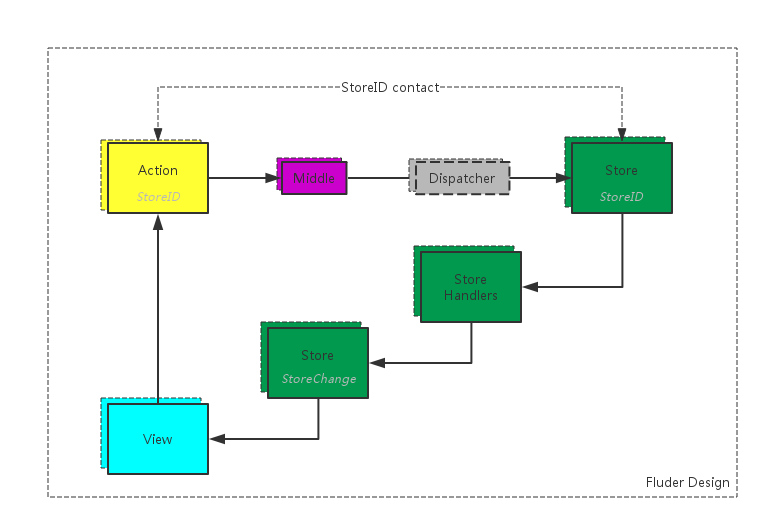 StoreID contact
Action
StoreID
Middle
Dispatcher
Store
StoreID
Store
Handlers
Store
StoreChange
View
Fluder Design